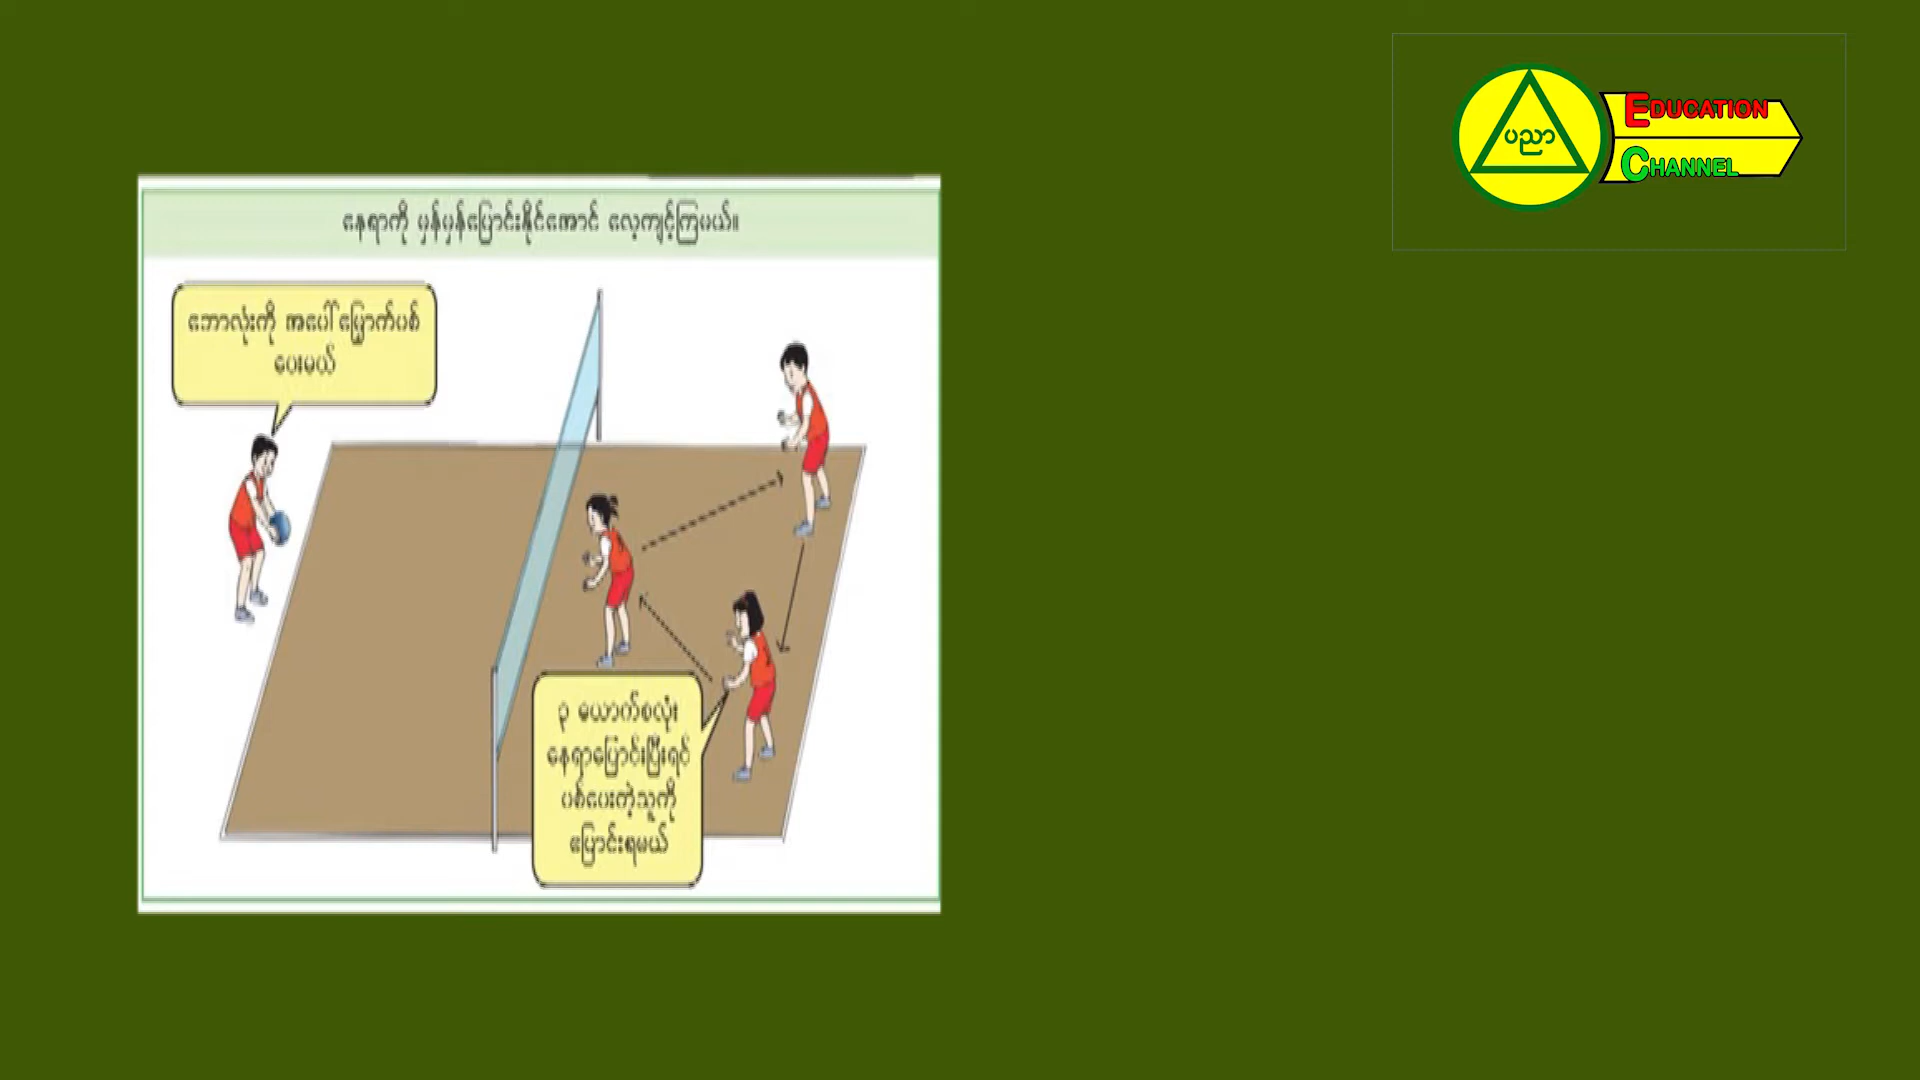 နေရာကို မှန်မှန်ပြောင်းနိုင်အောင် လေ့ကျင့်ကြမယ်။
ဘောလုံးကို အပေါ်မြှောက်ပစ်
ပေးမယ်
၃ ယောက်စလုံး
နေရာပြောင်းပြီးရင်
ပစ်ပေးတဲ့သူကို
ပြောင်းရမယ်
ပညာ
EDUCATION
CHANNEL